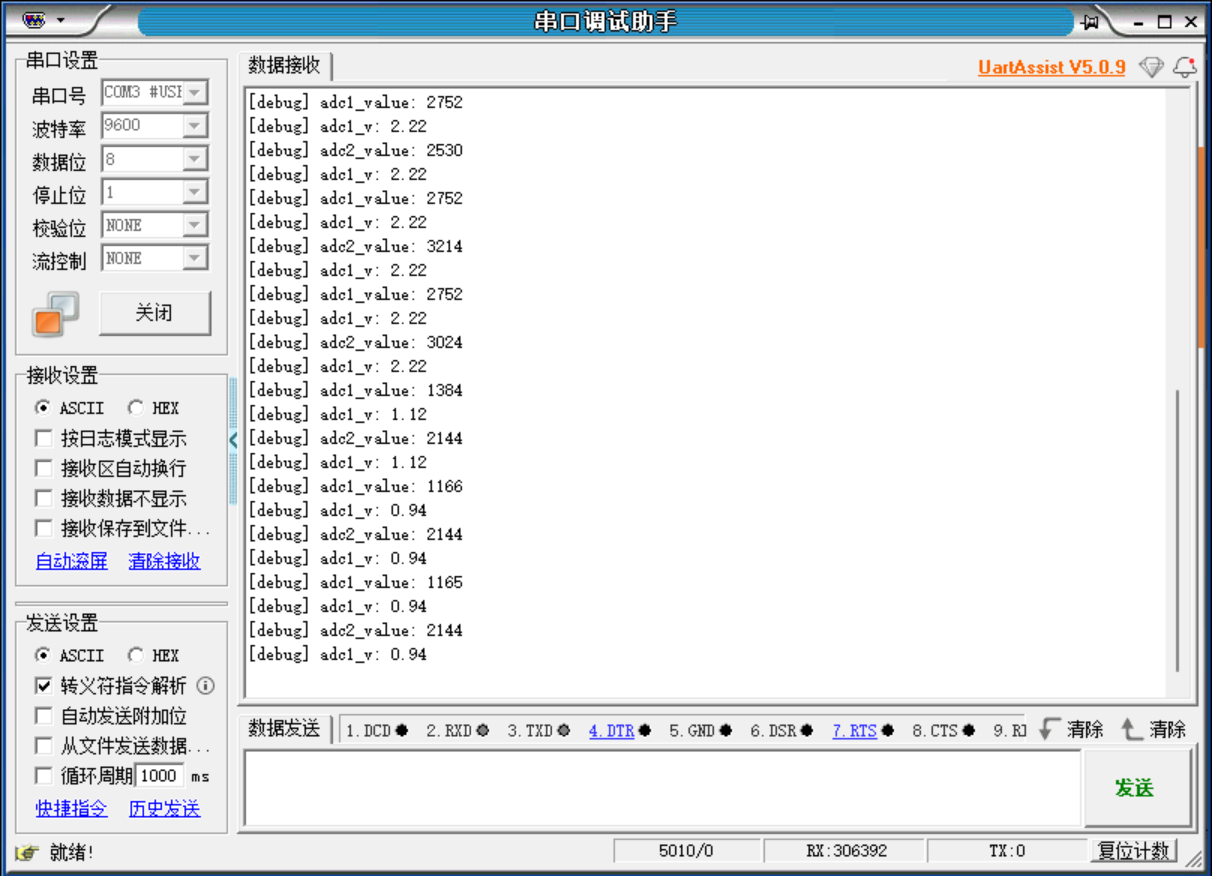 串口调试助手
串口设置
串口号 COM3 #USE
波特率 9600
数据位 8
停止位 1
校验位 NONE
流控制 NONE
关闭
接收设置
ASCII HEX
按日志模式显示
接收区自动换行
接收数据不显示
接收保存到文件...
自动滚屏 清除接收
发送设置
ASCII HEX
转义符指令解析
自动发送附加位
从文件发送数据...
循环周期 1000 ms
快捷指令 历史发送
数据接收 UartAssist V5.0.9
[debug] adc1_value: 2752
[debug] adc1_v: 2.22
[debug] adc2_value: 2530
[debug] adc1_v: 2.22
[debug] adc1_value: 2752
[debug] adc1_v: 2.22
[debug] adc2_value: 3214
[debug] adc1_v: 2.22
[debug] adc1_value: 2752
[debug] adc1_v: 2.22
[debug] adc2_value: 3024
[debug] adc1_v: 2.22
[debug] adc1_value: 1384
[debug] adc1_v: 1.12
[debug] adc2_value: 2144
[debug] adc1_v: 1.12
[debug] adc1_value: 1166
[debug] adc1_v: 0.94
[debug] adc2_value: 2144
[debug] adc1_v: 0.94
[debug] adc1_value: 1165
[debug] adc1_v: 0.94
[debug] adc2_value: 2144
[debug] adc1_v: 0.94
数据发送 1.DCD 2.RXD 3.TXD 4.DTR 5.GND 6.DSR 7.RTS 8.CTS 9.RI 清除 清除
发送
就绪! 5010/0 RX:306392 TX:0 复位计数